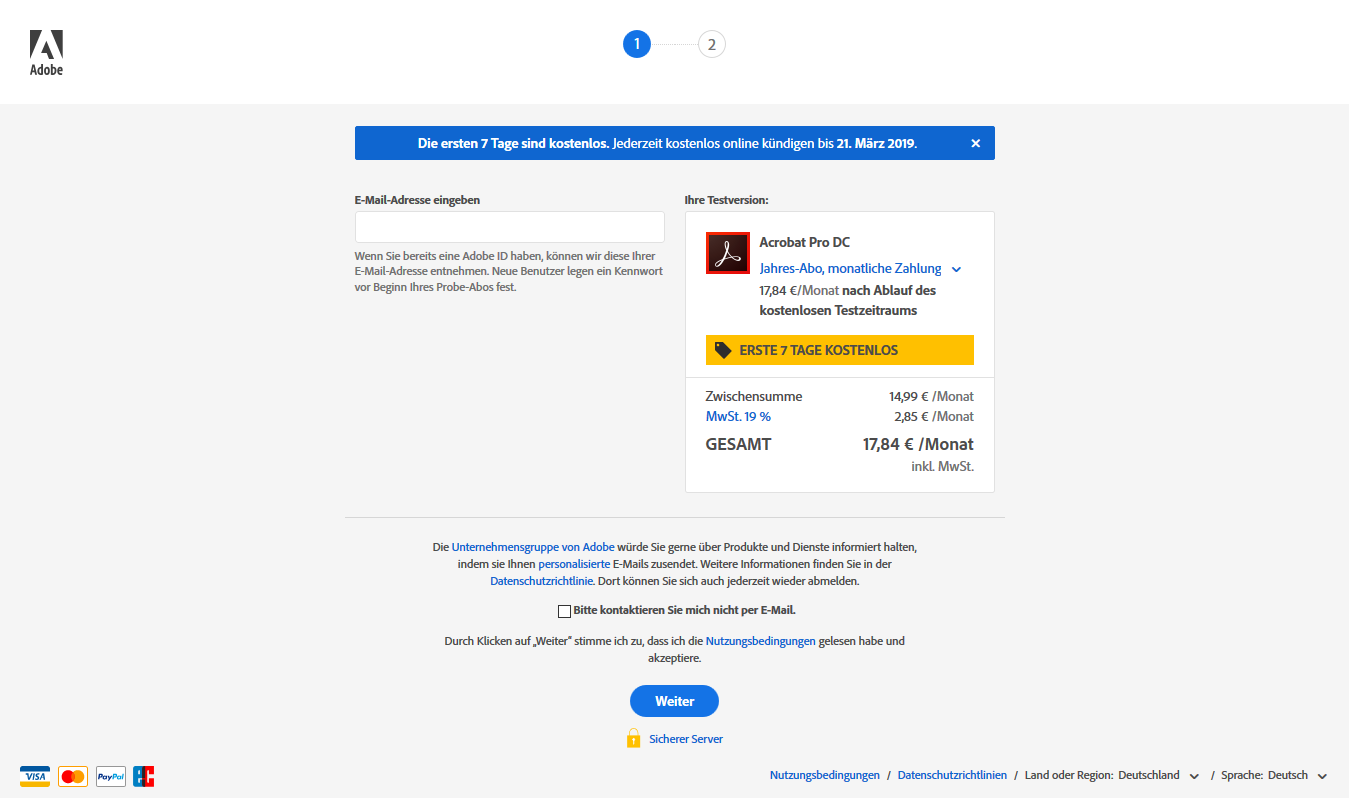 Adobe
1
2
Die ersten 7 Tage sind kostenlos. Jederzeit kostenlos online kündigen bis 21. März 2019.
E-Mail-Adresse eingeben
Wenn Sie bereits eine Adobe ID haben, können wir diese Ihrer
E-Mail-Adresse entnehmen. Neue Benutzer legen ein Kennwort
vor Beginn Ihres Probe-Abos fest.
Ihre Testversion:
Acrobat Pro DC
Jahres-Abo, monatliche Zahlung
17,84 €/Monat nach Ablauf des
kostenlosen Testzeitraums
ERSTE 7 TAGE KOSTENLOS
Zwischensumme 14,99 € /Monat
MwSt. 19 % 2,85 € /Monat
GESAMT 17,84 € /Monat
inkl. MwSt.
Die Unternehmensgruppe von Adobe würde Sie gerne über Produkte und Dienste informiert halten,
indem sie Ihnen personalisierte E-Mails zusendet. Weitere Informationen finden Sie in der
Datenschutzrichtlinie. Dort können Sie sich auch jederzeit wieder abmelden.
Bitte kontaktieren Sie mich nicht per E-Mail.
Durch Klicken auf „Weiter“ stimme ich zu, dass ich die Nutzungsbedingungen gelesen habe und
akzeptiere.
Weiter
Sicherer Server
VISA PayPal
Nutzungsbedingungen / Datenschutzrichtlinien / Land oder Region: Deutschland / Sprache: Deutsch